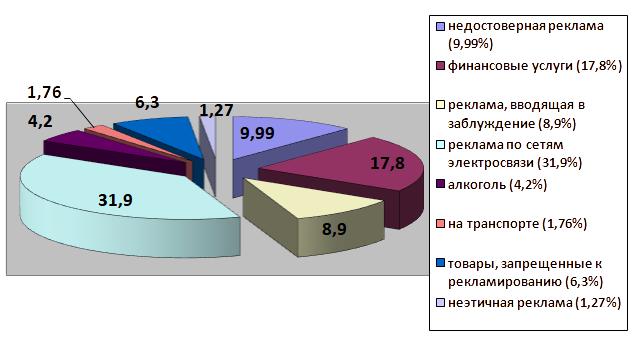 1,76
6,3
1,27
4,2
9,99
17,8
31,9
8,9
недостоверная реклама
(9,99%)
финансовые услуги (17,8%)
реклама, вводящая в
заблуждение (8,9%)
реклама по сетям
электросвязи (31,9%)
алкоголь (4,2%)
на транспорте (1,76%)
товары, запрещенные к
рекламированию (6,3%)
неэтичная реклама (1,27%)